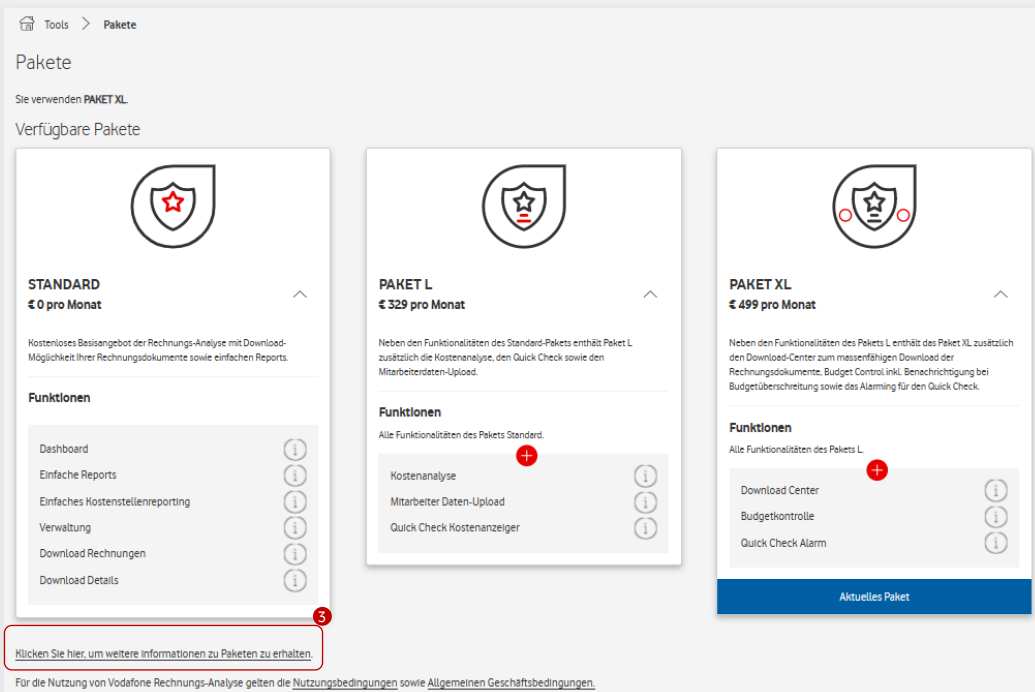 Tools > Pakete
Pakete
Sie verwenden PAKET XL.
Verfügbare Pakete
STANDARD
€ 0 pro Monat
Kostenloses Basisangebot der Rechnungs-Analyse mit Download-
Möglichkeit Ihrer Rechnungsdokumente sowie einfachen Reports.
Funktionen
Dashboard
Einfache Reports
Einfaches Kostenstellenreporting
Verwaltung
Download Rechnungen
Download Details
PAKET L
€ 329 pro Monat
Neben den Funktionalitäten des Standard-Pakets enthält Paket L
zusätzlich die Kostenanalyse, den Quick Check sowie den
Mitarbeiterdaten-Upload.
Funktionen
Alle Funktionalitäten des Pakets Standard.
Kostenanalyse
Mitarbeiter Daten-Upload
Quick Check Kostenanzeiger
PAKET XL
€ 499 pro Monat
Neben den Funktionalitäten des Pakets L enthält das Paket XL zusätzlich
den Download-Center zum massenfähigen Download der
Rechnungsdokumente, Budget Control inkl. Benachrichtigung bei
Budgetüberschreitung sowie das Alarming für den Quick Check.
Funktionen
Alle Funktionalitäten des Pakets L.
Download Center
Budgetkontrolle
Quick Check Alarm
Aktuelles Paket
3
Klicken Sie hier, um weitere Informationen zu Paketen zu erhalten.
Für die Nutzung von Vodafone Rechnungs-Analyse gelten die Nutzungsbedingungen sowie Allgemeinen Geschäftsbedingungen.